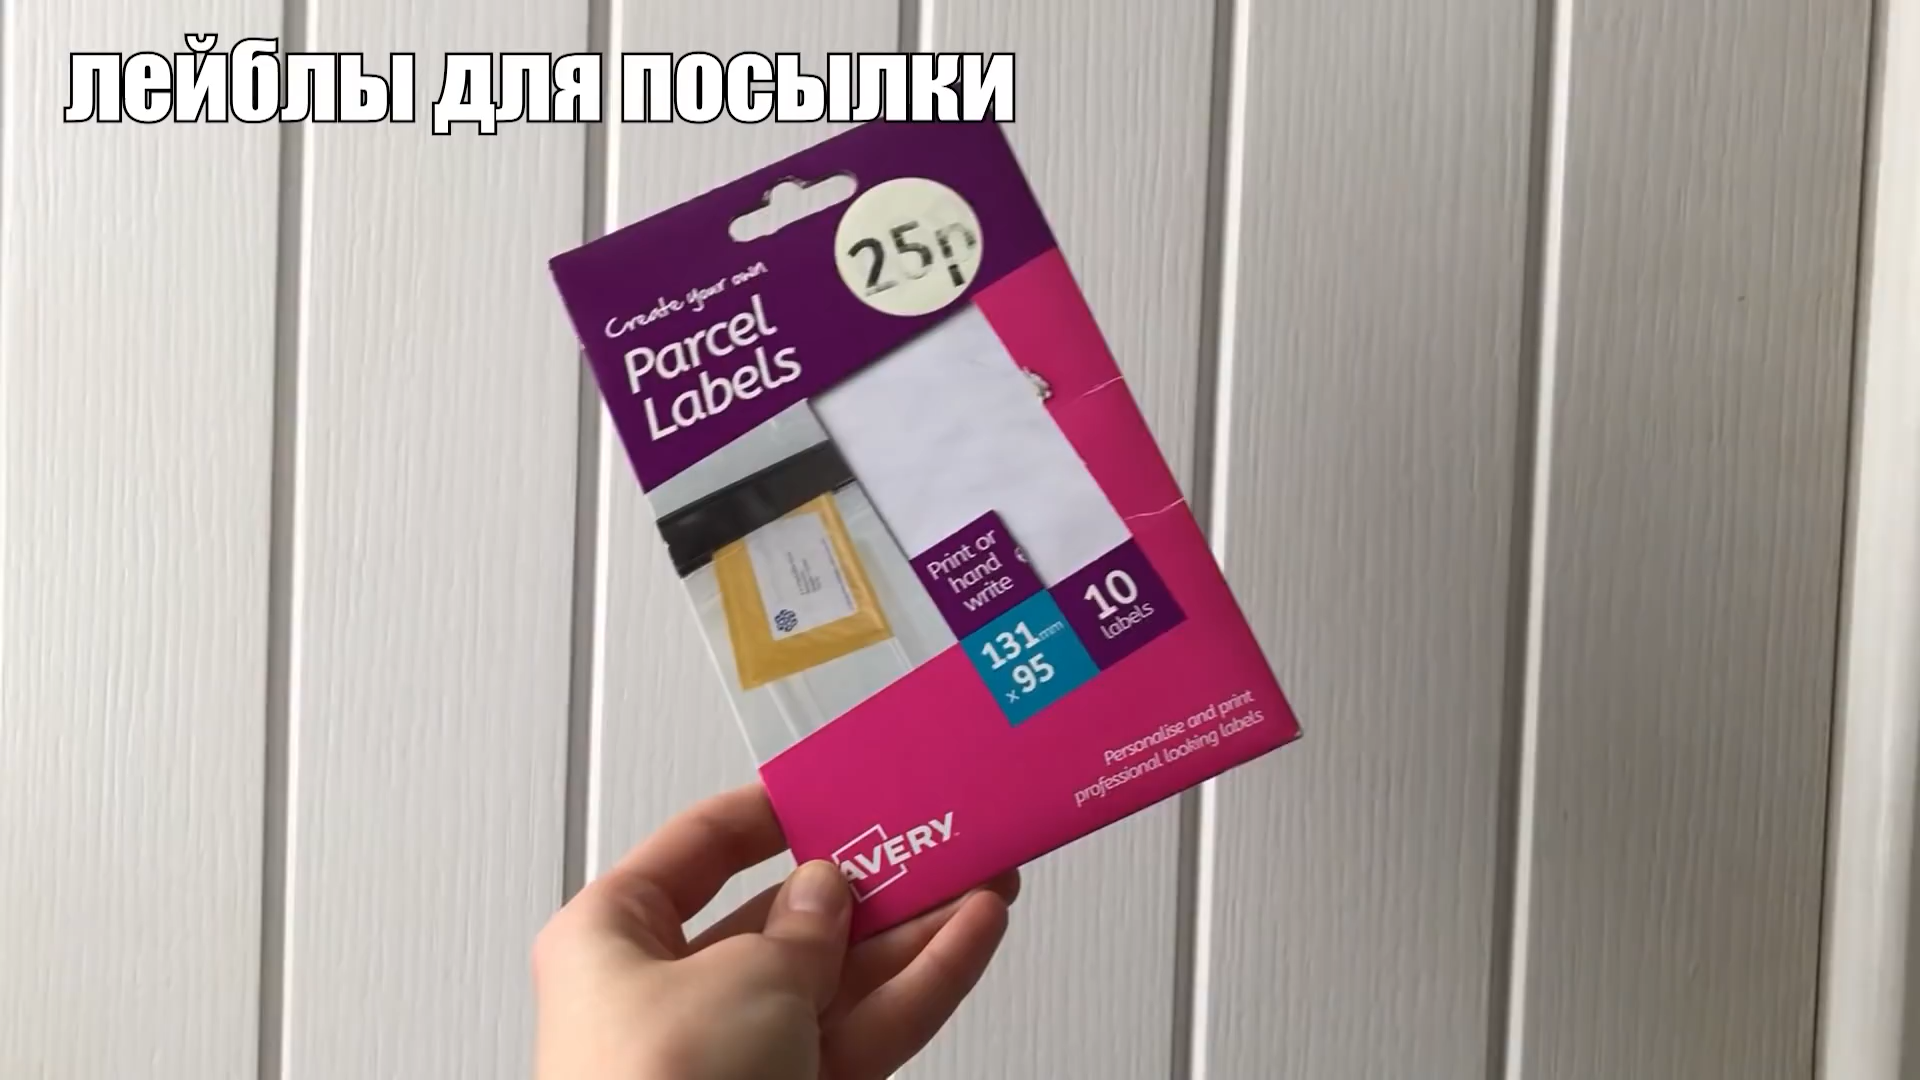 лейблы для посылки
25p
Create your own
Parcel
Labels
Print or
hand
write
10
labels
131mm
x 95
Personalise and print
professional looking labels
AVERY